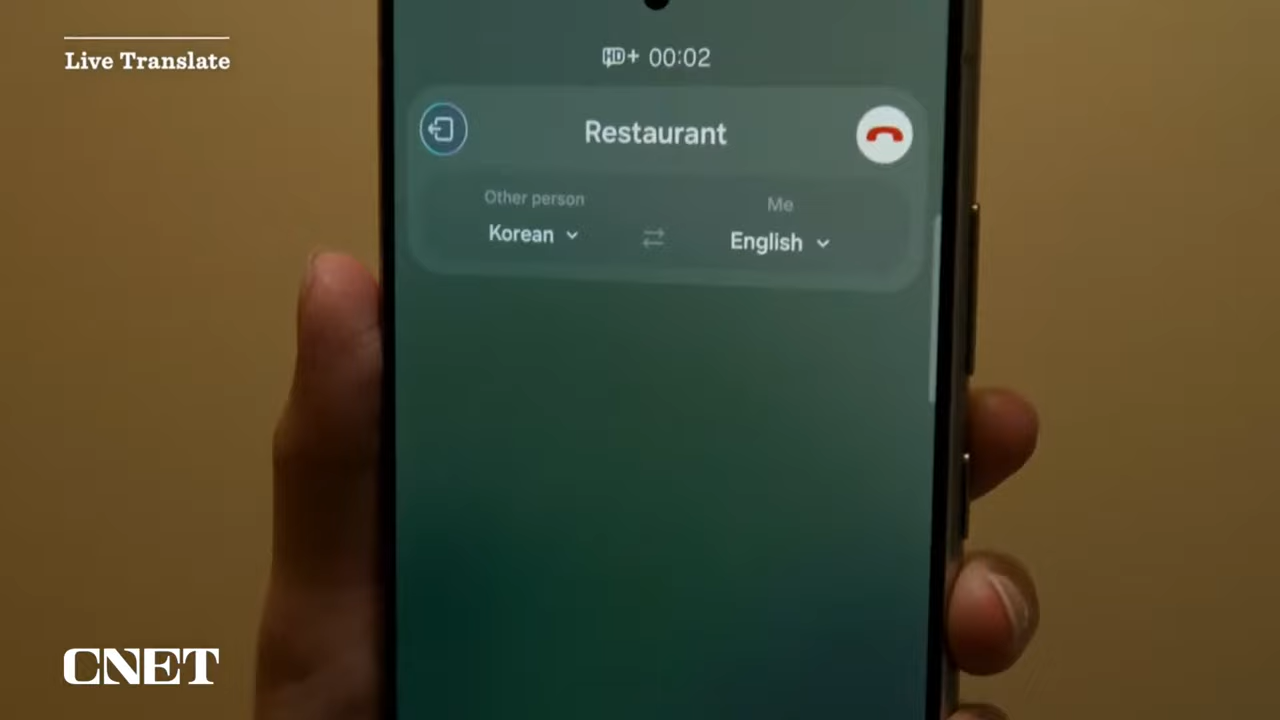 Live Translate
HD+ 00:02
Restaurant
Other person
Me
Korean
English
CNET